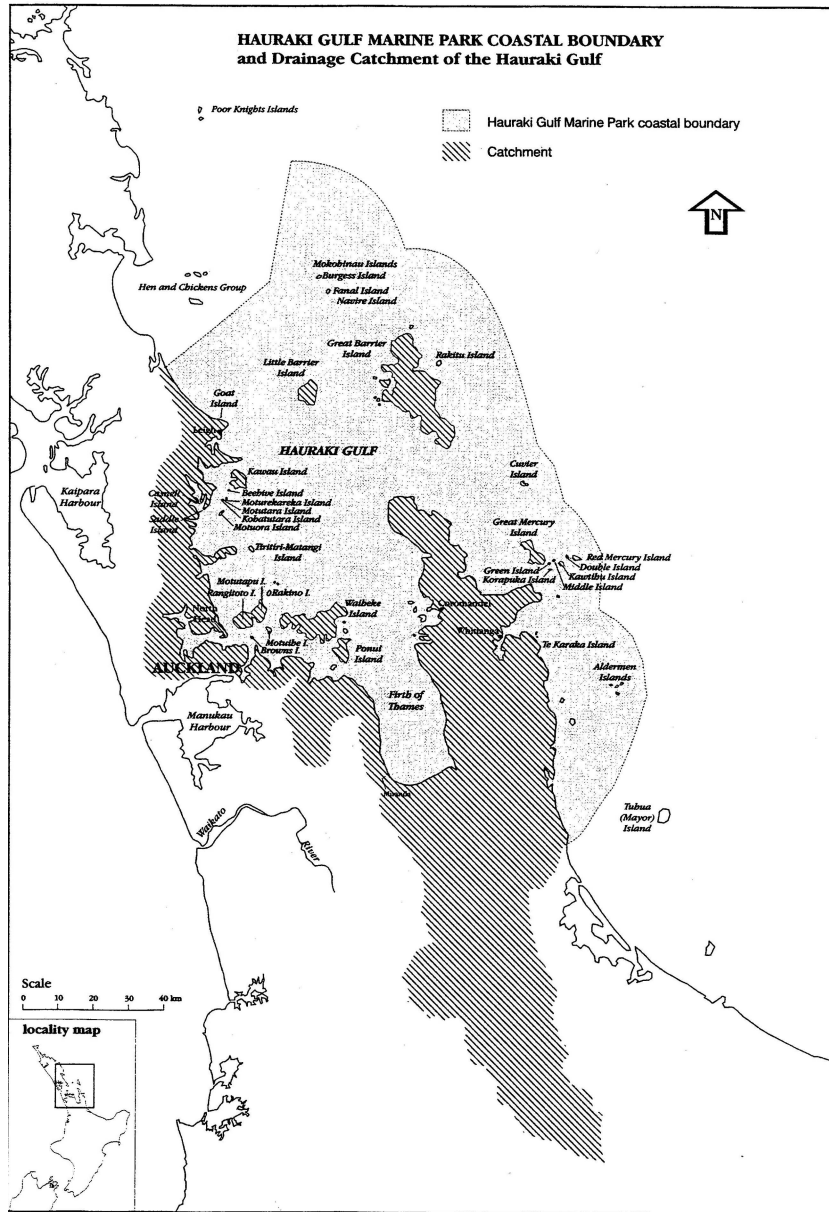 HAURAKI GULF MARINE PARK COASTAL BOUNDARY
and Drainage Catchment of the Hauraki Gulf
Poor Knights Islands
Hauraki Gulf Marine Park coastal boundary
Catchment
N
Mokohinau Islands
Burgess Island
Hen and Chickens Group
Fanal Island
Navire Island
Great Barrier
Island
Rakitu Island
Little Barrier
Island
Goat
Island
Leigh
HAURAKI GULF
Cuvier
Island
Kawau Island
Kaipara
Harbour
Beehive Island
Casnell
Island
Moturekareka Island
Motutara Island
Kohatutara Island
Saddle
Island
Motuora Island
Great Mercury
Island
Tiritiri-Matangi
Island
Red Mercury Island
Double Island
Green Island
Kawtihu Island
Korapuka Island
Middle Island
Motutapu I.
Rangitoto I.
Rakino I.
North
Head
Waiheke
Island
Coromandel
Whitianga
Te Karaka Island
Motuihe I.
Browns I.
Ponui
Island
AUCKLAND
Aldermen
Islands
Firth of
Thames
Manukau
Harbour
Miranda
Waikato
River
Tuhua
(Mayor)
Island
Scale
0 10 20 30 40 km
locality map